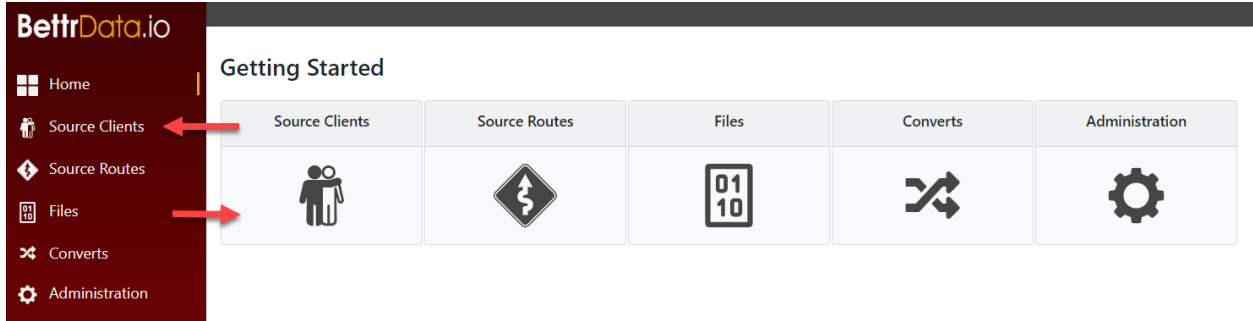 BettrData.io
Home
Source Clients
Source Routes
Files
Converts
Administration
Getting Started
Source Clients Source Routes Files Converts Administration
01
10